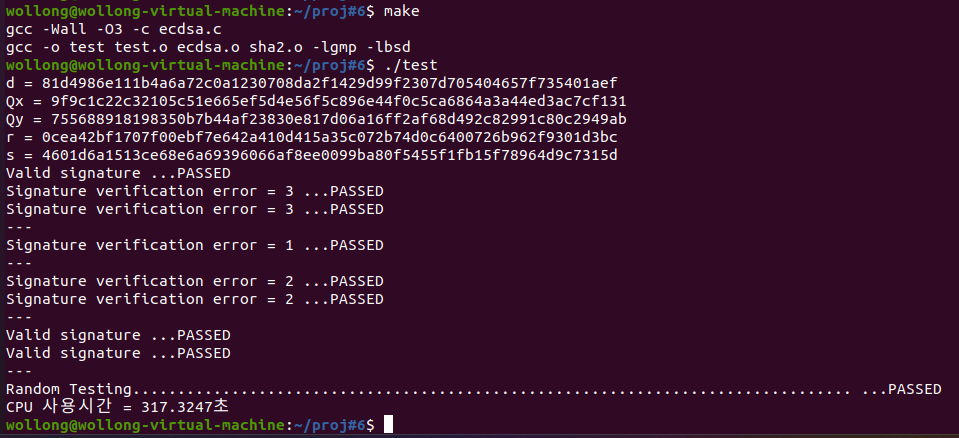 wollong@wollong-virtual-machine:~/proj#6$ make
gcc -Wall -O3 -c ecdsa.c
gcc -o test test.o ecdsa.o sha2.o -lgmp -lbsd
wollong@wollong-virtual-machine:~/proj#6$ ./test
d = 81d4986e111b4a6a72c0a1230708da2f1429d99f2307d705404657f735401aef
Qx = 9f9c1c22c32105c51e665ef5d4e56f5c896e44f0c5ca6864a3a44ed3ac7cf131
Qy = 755688918198350b7b44af23830e817d06a16ff2af68d492c82991c80c2949ab
r = 0cea42bf1707f00ebf7e642a410d415a35c072b74d0c6400726b962f9301d3bc
s = 4601d6a1513ce68e6a69396066af8ee0099ba80f5455f1fb15f78964d9c7315d
Valid signature ...PASSED
Signature verification error = 3 ...PASSED
Signature verification error = 3 ...PASSED
---
Signature verification error = 1 ...PASSED
---
Signature verification error = 2 ...PASSED
Signature verification error = 2 ...PASSED
---
Valid signature ...PASSED
Valid signature ...PASSED
---
Random Testing................................................................................ ...PASSED
CPU 사용시간 = 317.3247초
wollong@wollong-virtual-machine:~/proj#6$